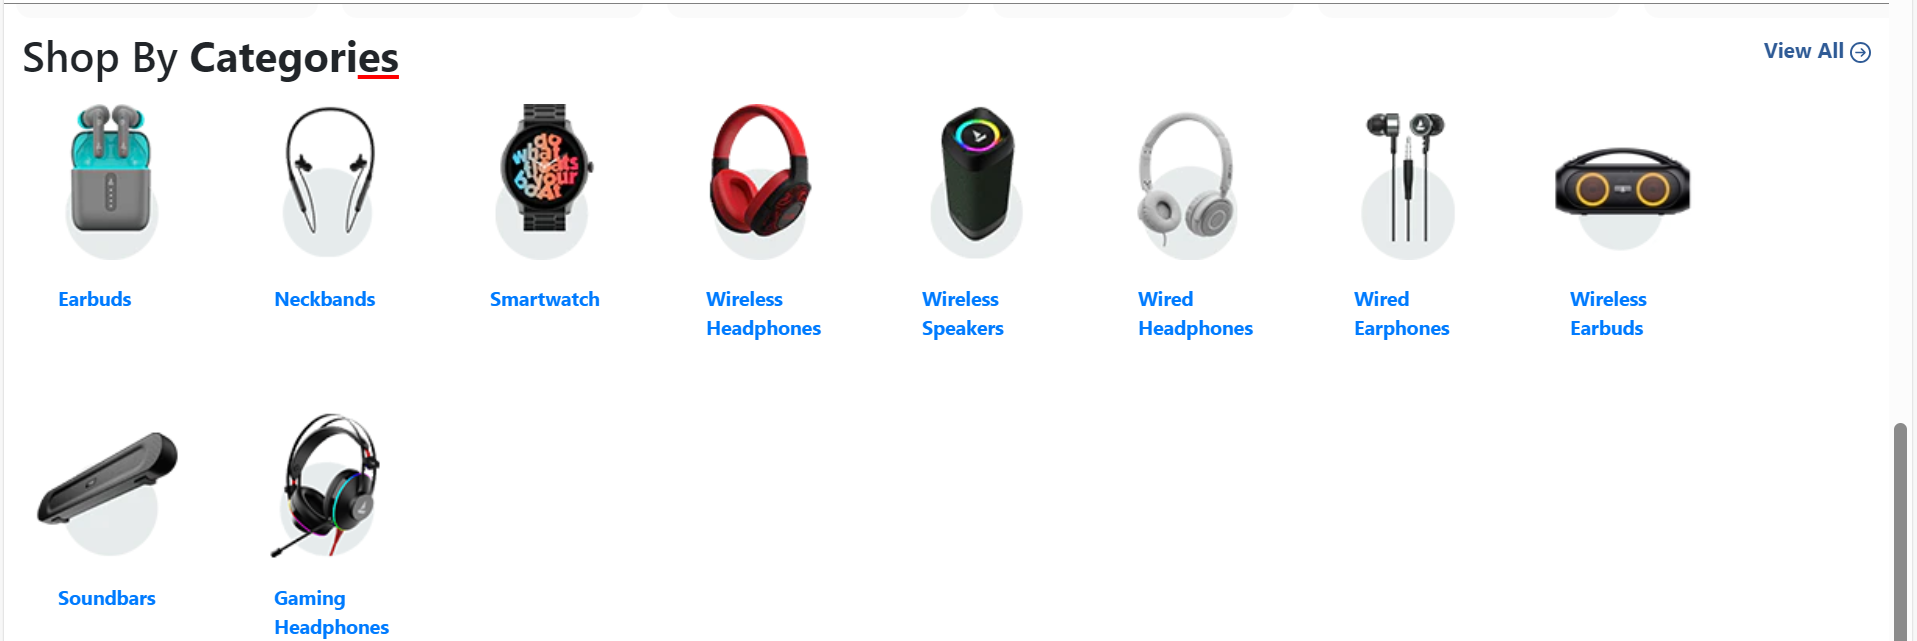 Shop By Categories
View All
Earbuds
Neckbands
Smartwatch
Wireless
Headphones
Wireless
Speakers
Wired
Headphones
Wired
Earphones
Wireless
Earbuds
Soundbars
Gaming
Headphones